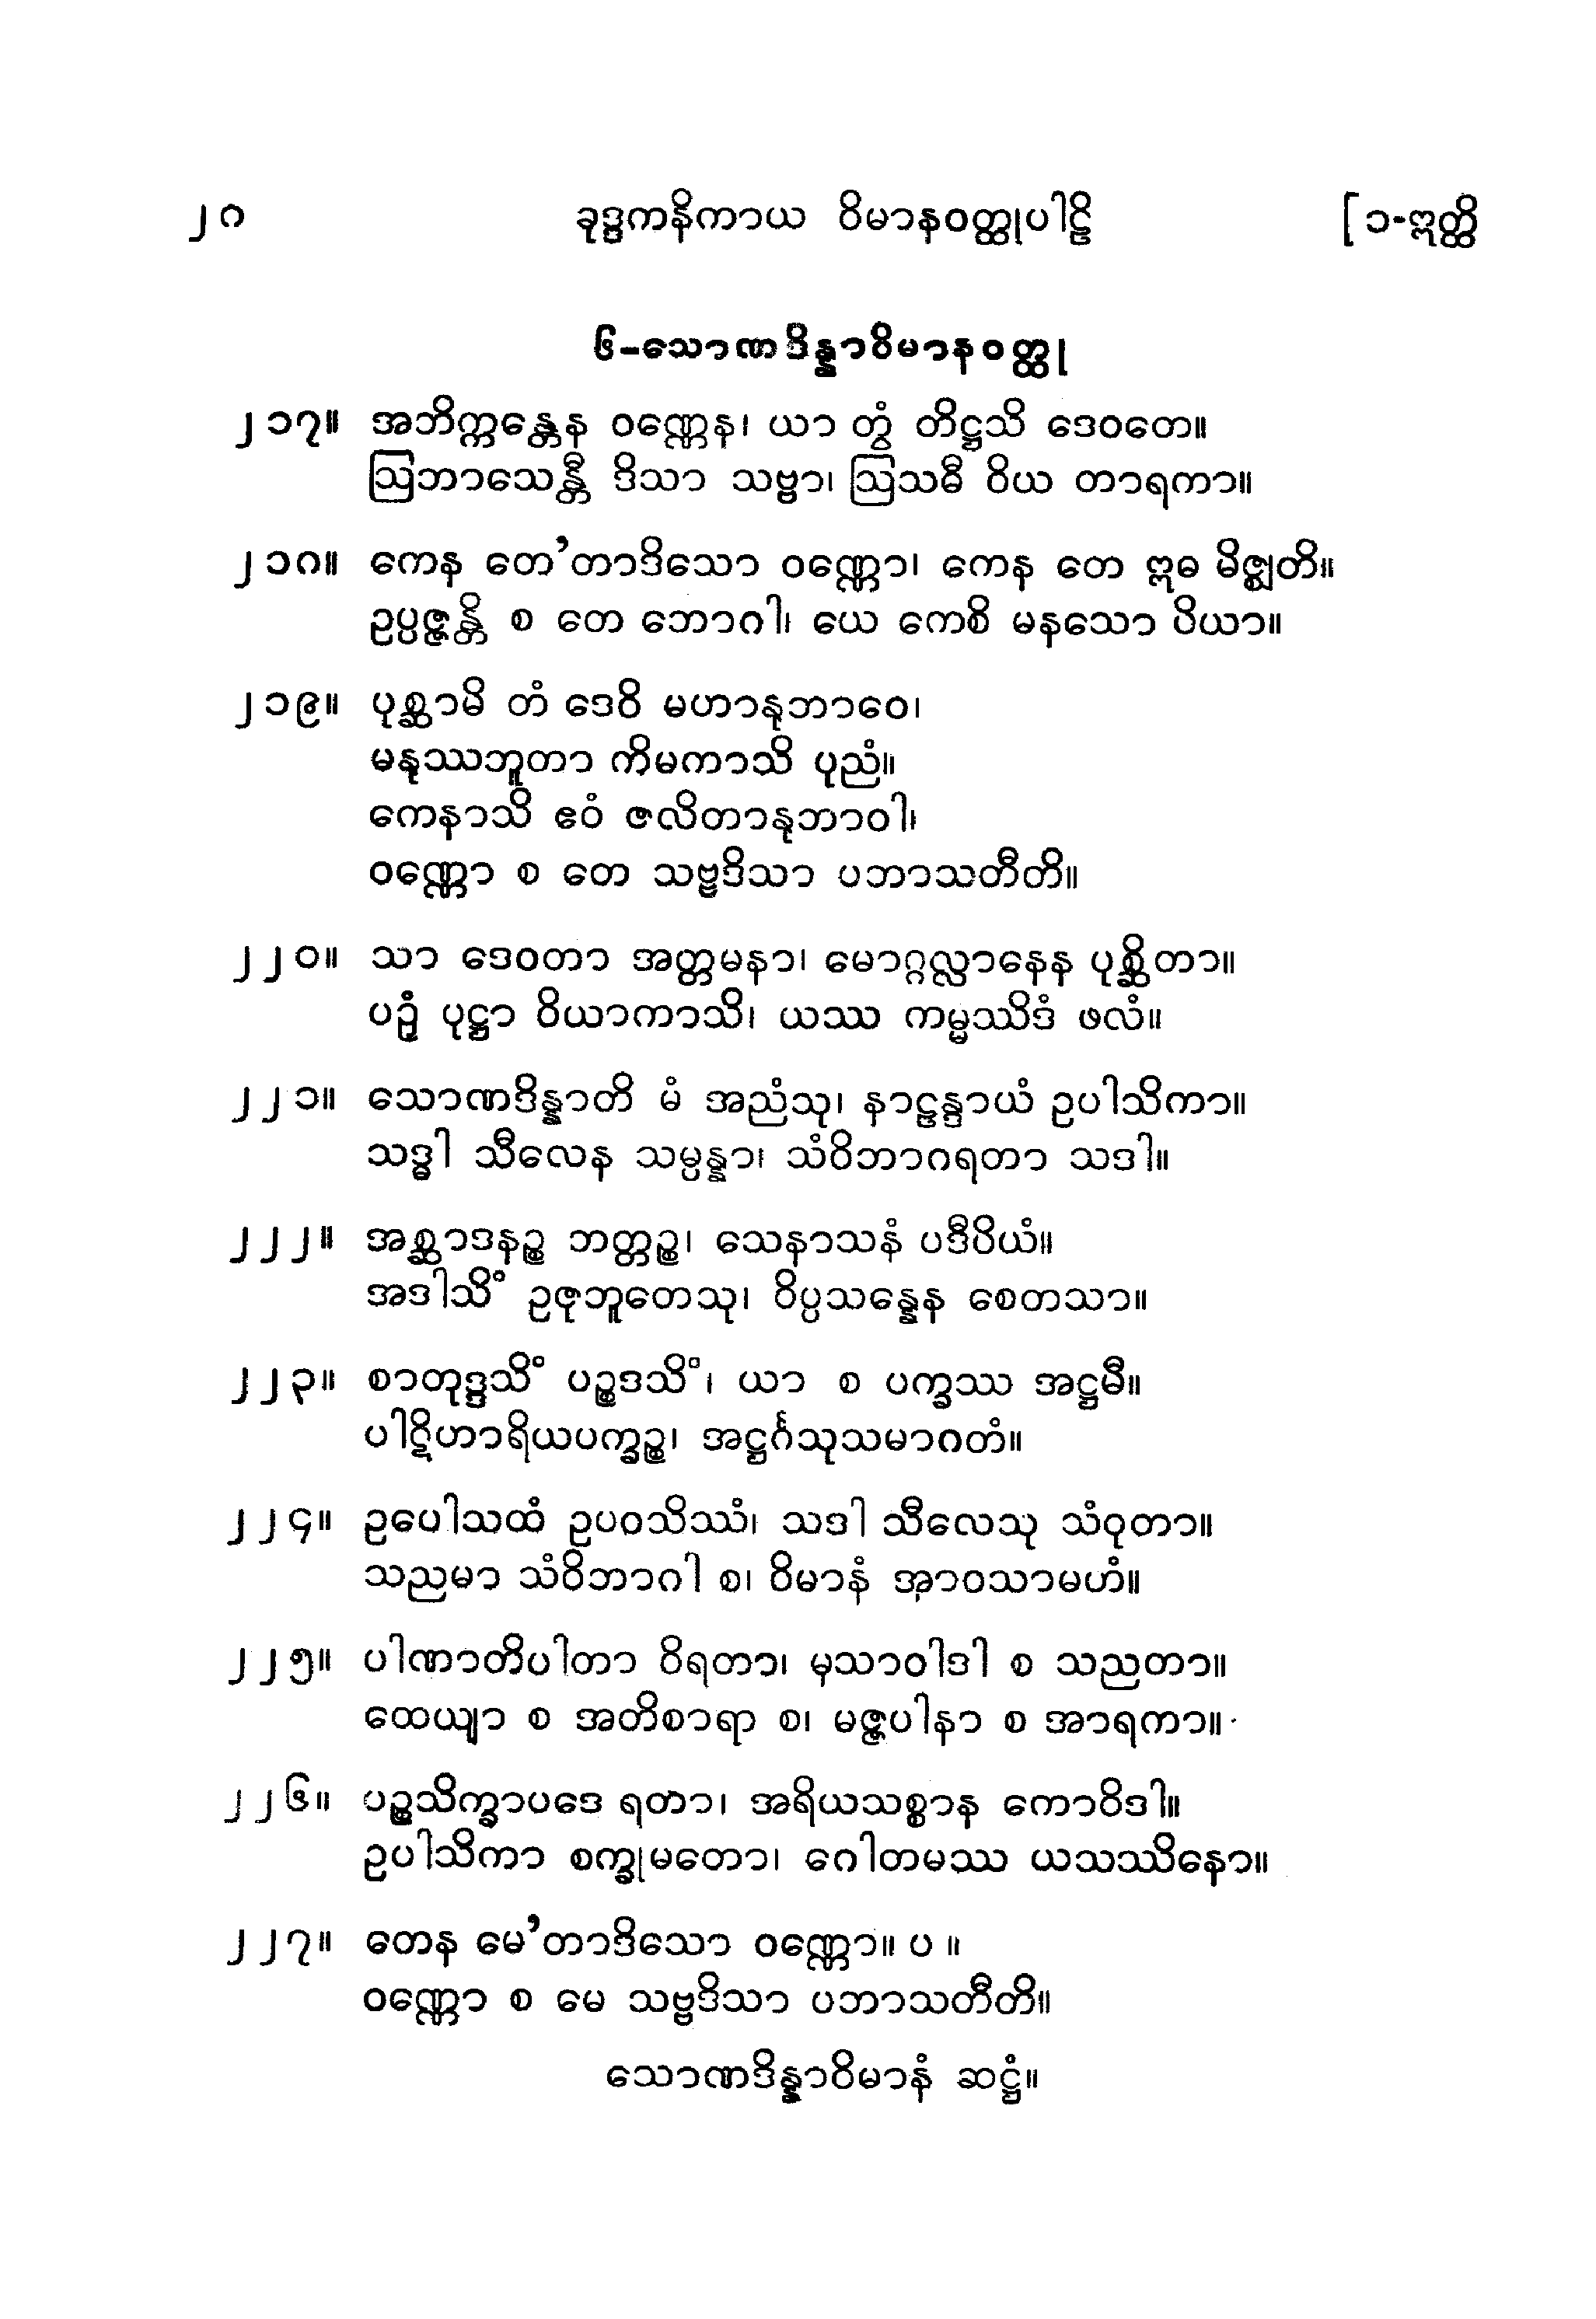 ၂၈ ခုဒ္ဒကနိကာယ ဝိမာနဝတ္ထုပါဠိ [ ၁-ဣတ္ထိ
၆-သောဏဒိန္နာဝိမာနဝတ္ထု
၂၁၇။ အဘိက္ကန္တေန ဝဏ္ဏေန၊ ယာ တွံ တိဋ္ဌသိ ဒေဝတေ။
ဩဘာသေန္တီ ဒိသာ သဗ္ဗာ၊ ဩသဓီ ဝိယ တာရကာ။
၂၁၈။ ကေန တေ’တာဒိသော ဝဏ္ဏော၊ ကေန တေ ဣဓ မိဇ္ဈတိ။
ဥပ္ပဇ္ဇန္တိ စ တေ ဘောဂါ၊ ယေ ကေစိ မနသော ပိယာ။
၂၁၉။ ပုစ္ဆာမိ တံ ဒေဝိ မဟာနုဘာဝေ၊
မနုဿဘူတာ ကိမကာသိ ပုညံ။
ကေနာသိ ဧဝံ ဇလိတာနုဘာဝါ၊
ဝဏ္ဏော စ တေ သဗ္ဗဒိသာ ပဘာသတီတိ။
၂၂၀။ သာ ဒေဝတာ အတ္တမနာ၊ မောဂ္ဂလ္လာနေန ပုစ္ဆိတာ။
ပဉှံ ပုဋ္ဌာ ဝိယာကာသိ၊ ယဿ ကမ္မဿိဒံ ဖလံ။
၂၂၁။ သောဏဒိန္နာတိ မံ အညံသု၊ နာဠန္ဒာယံ ဥပါသိကာ။
သဒ္ဓါ သီလေန သမ္ပန္နာ၊ သံဝိဘာဂရတာ သဒါ။
၂၂၂။ အစ္ဆာဒနဉ္စ ဘတ္တဉ္စ၊ သေနာသနံ ပဒီပိယံ။
အဒါသိံ ဥဇုဘူတေသု၊ ဝိပ္ပသန္နေန စေတသာ။
၂၂၃။ စာတုဒ္ဒသိံ ပဉ္စဒသိံ၊ ယာ စ ပက္ခဿ အဋ္ဌမီ။
ပါဋိဟာရိယပက္ခဉ္စ၊ အဋ္ဌင်္ဂသုသမာဂတံ။
၂၂၄။ ဥပေါသထံ ဥပဝသိဿံ၊ သဒါ သီလေသု သံဝုတာ။
သညမာ သံဝိဘာဂါ စ၊ ဝိမာနံ အာဝသာမဟံ။
၂၂၅။ ပါဏာတိပါတာ ဝိရတာ၊ မုသာဝါဒါ စ သညတာ။
ထေယျာ စ အတိစာရာ စ၊ မဇ္ဇပါနာ စ အာရကာ။
၂၂၆။ ပဉ္စသိက္ခာပဒေ ရတာ၊ အရိယသစ္စာန ကောဝိဒါ။
ဥပါသိကာ စက္ခုမတော၊ ဂေါတမဿ ယသဿိနော။
၂၂၇။ တေန မေ’တာဒိသော ဝဏ္ဏော။ ပ ။
ဝဏ္ဏော စ မေ သဗ္ဗဒိသာ ပဘာသတီတိ။
သောဏဒိန္နာဝိမာနံ ဆဋ္ဌံ။